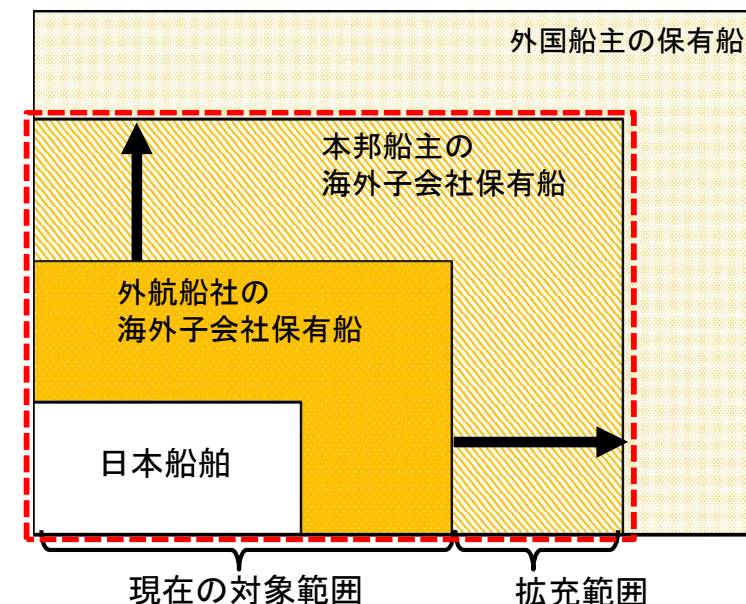 外国船主の保有船
本邦船主の
海外子会社保有船
外航船社の
海外子会社保有船
日本船舶
現在の対象範囲
拡充範囲